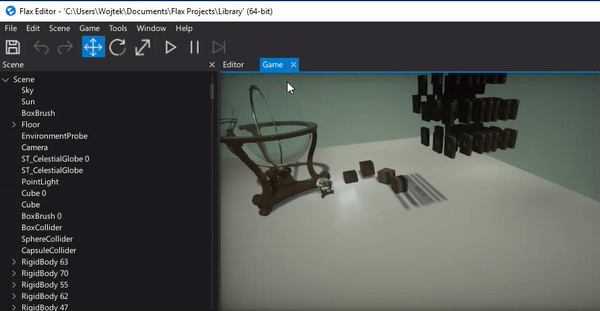 Flax Editor - 'C:\Users\Wojtek\Documents\Flax Projects\Library' (64-bit)
File Edit Scene Game Tools Window Help
Scene
Editor Game
Scene
Sky
Sun
BoxBrush
Floor
EnvironmentProbe
Camera
ST_CelestialGlobe 0
ST_CelestialGlobe
PointLight
Cube 0
Cube
BoxBrush 0
BoxCollider
SphereCollider
CapsuleCollider
RigidBody 63
RigidBody 70
RigidBody 55
RigidBody 62
RigidBody 47